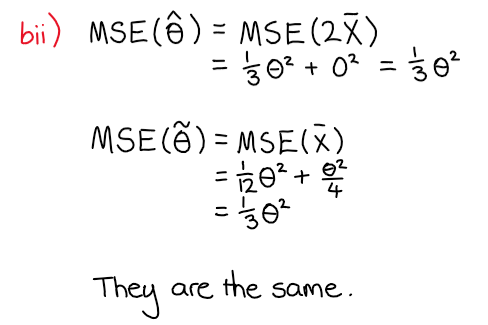 bii) MSE(θ̂) = MSE(2X̄)
= 1/3 θ² + 0² = 1/3 θ²
MSE(θ̃) = MSE(x̄)
= 1/12 θ² + θ²/4
= 1/3 θ²
They are the same.